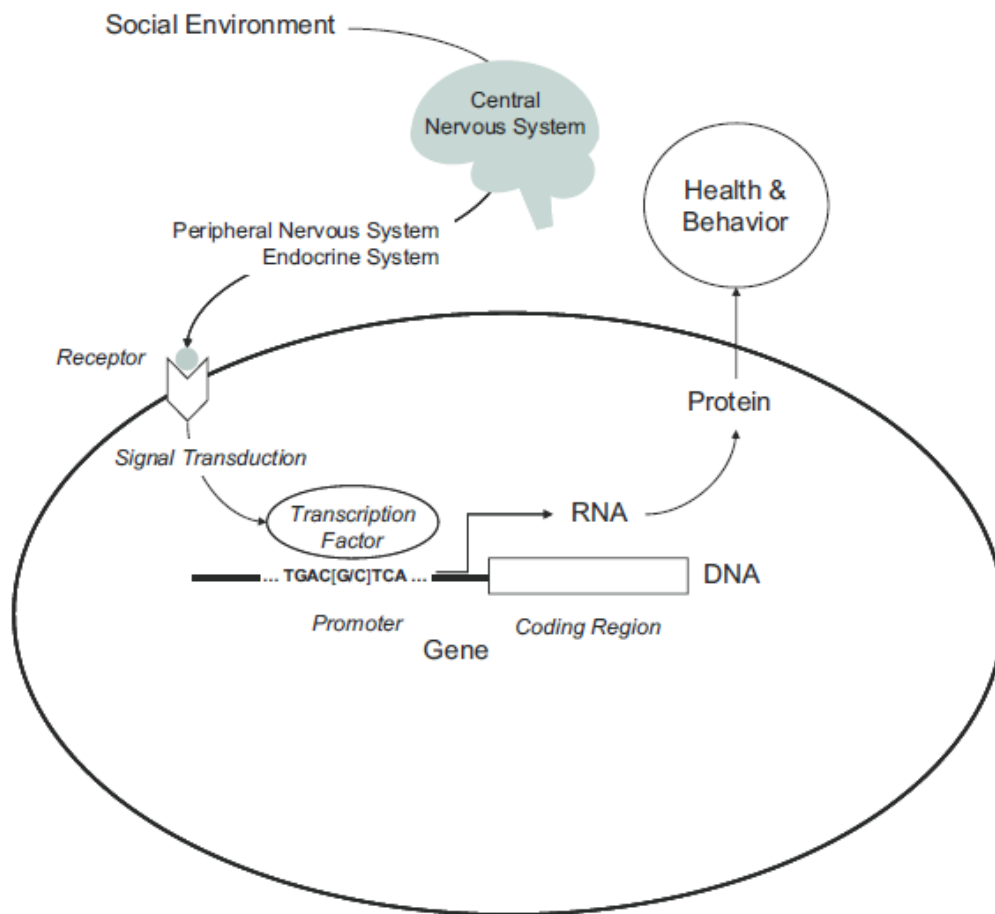 Social Environment
Central
Nervous System
Health &
Behavior
Peripheral Nervous System
Endocrine System
Receptor
Protein
Signal Transduction
Transcription
Factor
RNA
... TGAC[G/C]TCA ...
DNA
Promoter
Coding Region
Gene